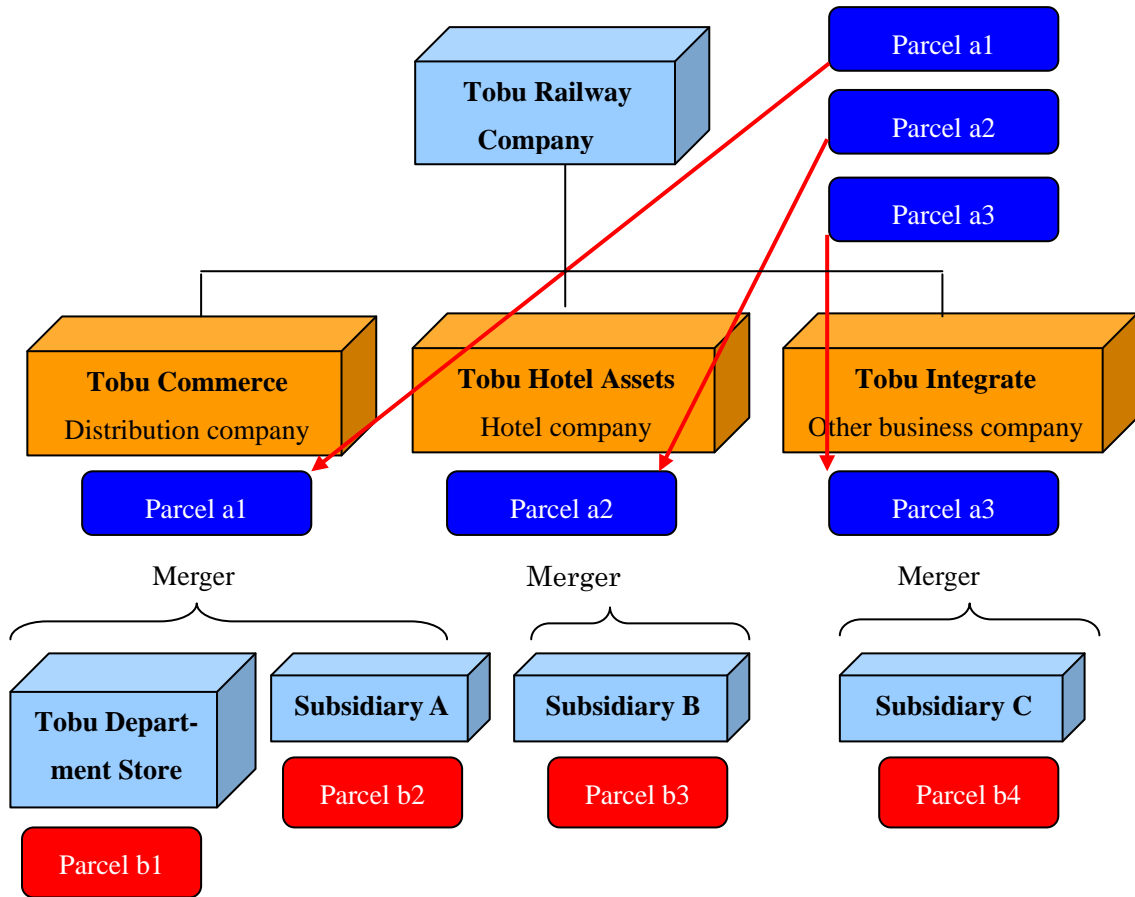 Parcel a1
Tobu Railway
Company
Parcel a2
Parcel a3
Tobu Commerce
Distribution company
Tobu Hotel Assets
Hotel company
Tobu Integrate
Other business company
Parcel a1
Parcel a2
Parcel a3
Merger
Merger
Merger
Tobu Depart-
ment Store
Subsidiary A
Subsidiary B
Subsidiary C
Parcel b2
Parcel b3
Parcel b4
Parcel b1